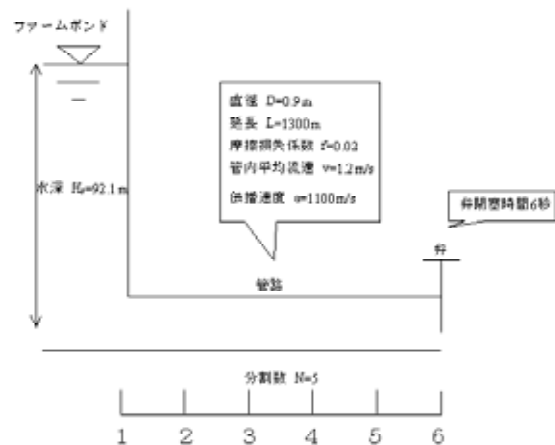 ファームポンド
直径 D=0.9m
延長 L=1300m
摩擦損失係数 f=0.02
管内平均流速 v=1.2m/s
伝播速度 a=1100m/s
水深 H₀=92.1m
弁閉塞時間6秒
弁
管路
分割数 N=5
1 2 3 4 5 6